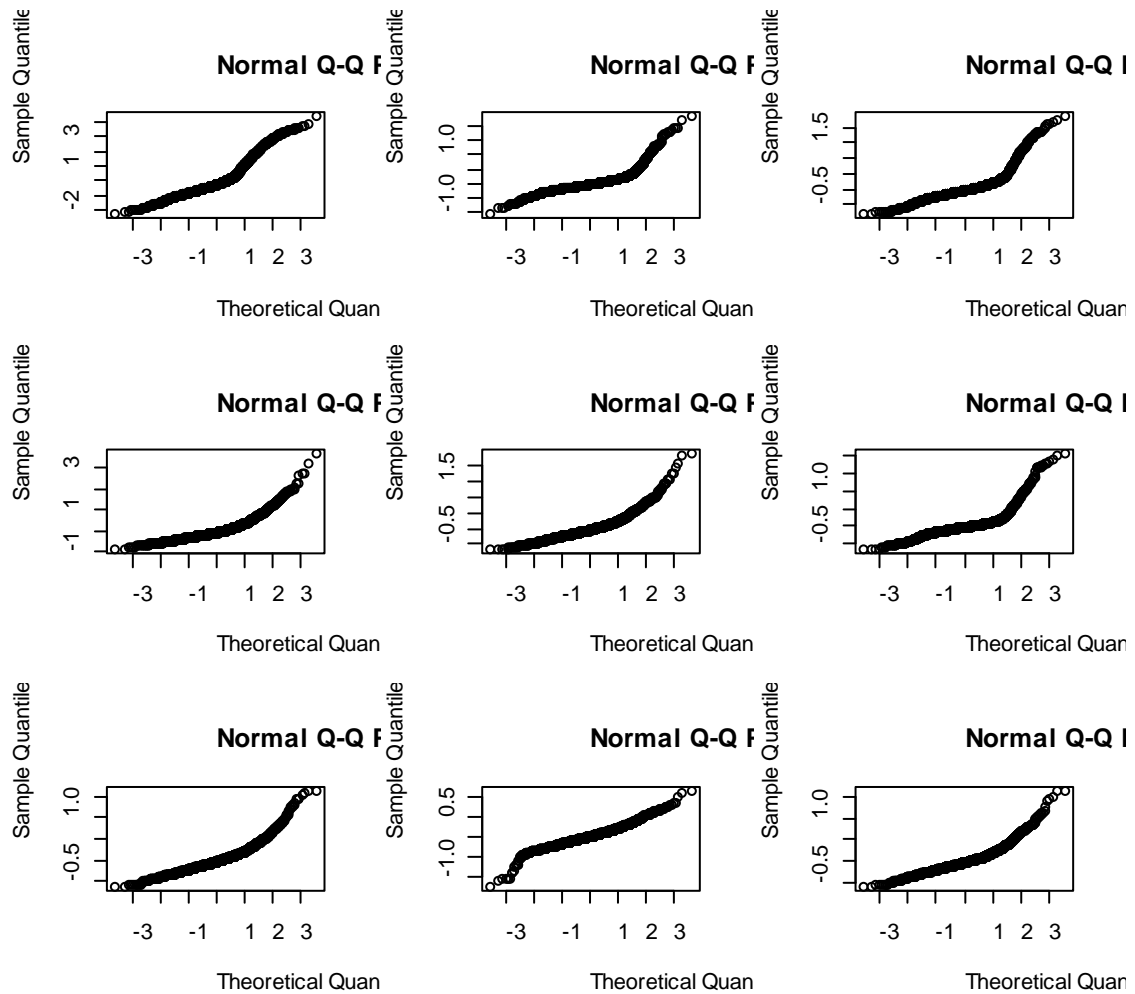 Sample Quantile
Normal Q-Q P
3
1
-2
-3 -1 1 2 3
Theoretical Quan
Sample Quantile
Normal Q-Q P
1.0
-1.0
-3 -1 1 2 3
Theoretical Quan
Sample Quantile
Normal Q-Q
1.5
-0.5
-3 -1 1 2 3
Theoretical Quan
Sample Quantile
Normal Q-Q P
3
1
-1
-3 -1 1 2 3
Theoretical Quan
Sample Quantile
Normal Q-Q P
1.5
-0.5
-3 -1 1 2 3
Theoretical Quan
Sample Quantile
Normal Q-Q
1.0
-0.5
-3 -1 1 2 3
Theoretical Quan
Sample Quantile
Normal Q-Q P
1.0
-0.5
-3 -1 1 2 3
Theoretical Quan
Sample Quantile
Normal Q-Q P
0.5
-1.0
-3 -1 1 2 3
Theoretical Quan
Sample Quantile
Normal Q-Q
1.0
-0.5
-3 -1 1 2 3
Theoretical Quan